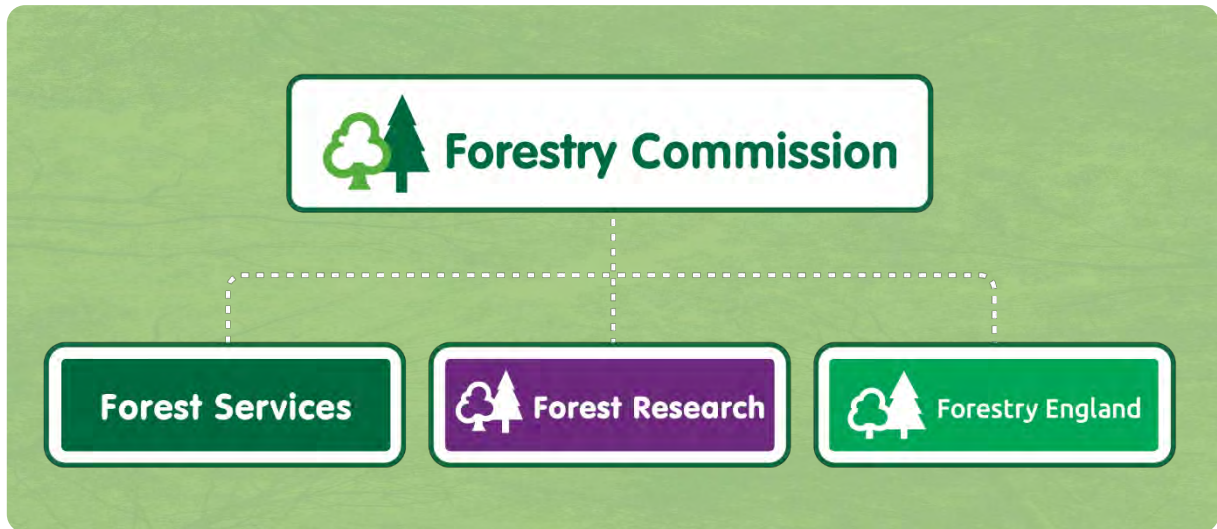 Forestry Commission
Forest Services
Forest Research
Forestry England